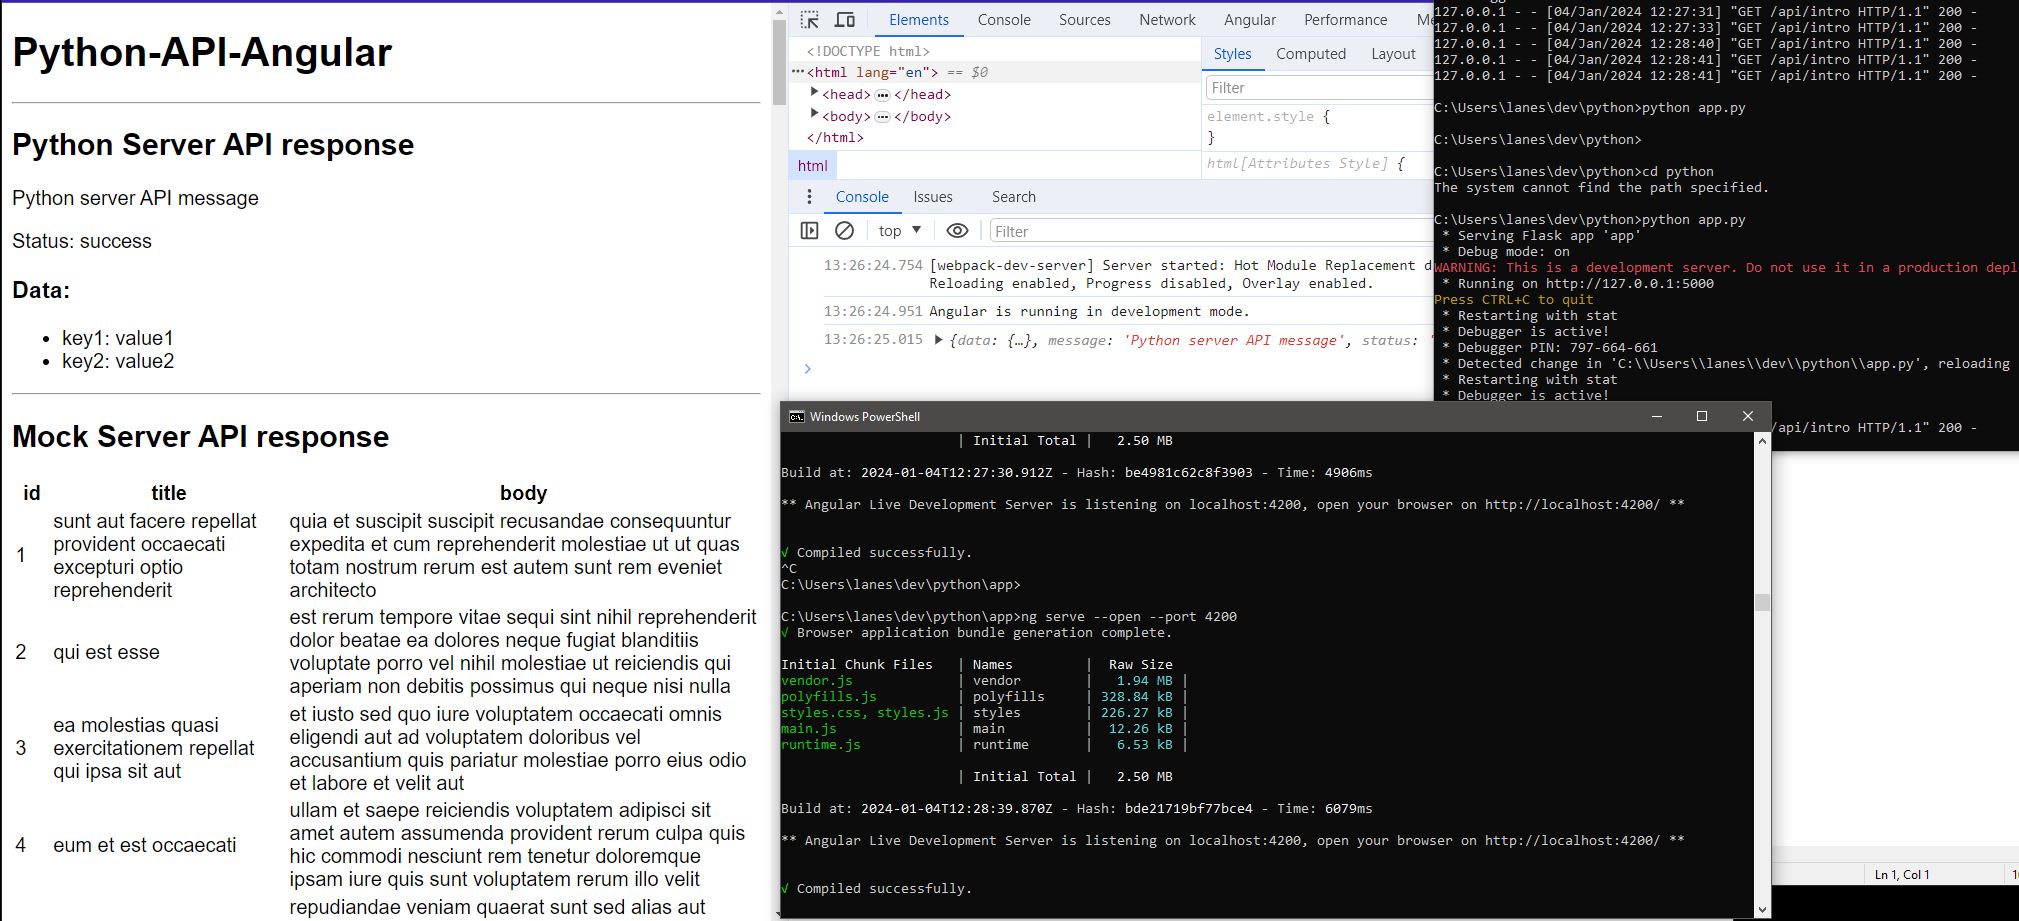 Python-API-Angular
Python Server API response
Python server API message
Status: success
Data:
key1: value1
key2: value2
Mock Server API response
id title body
1
sunt aut facere repellat
provident occaecati
excepturi optio
reprehenderit
quia et suscipit suscipit recusandae consequuntur
expedita et cum reprehenderit molestiae ut ut quas
totam nostrum rerum est autem sunt rem eveniet
architecto
2
qui est esse
est rerum tempore vitae sequi sint nihil reprehenderit
dolor beatae ea dolores neque fugiat blanditiis
voluptate porro vel nihil molestiae ut reiciendis qui
aperiam non debitis possimus qui neque nisi nulla
3
ea molestias quasi
exercitationem repellat
qui ipsa sit aut
et iusto sed quo iure voluptatem occaecati omnis
eligendi aut ad voluptatem doloribus vel
accusantium quis pariatur molestiae porro eius odio
et labore et velit aut
4
eum et est occaecati
ullam et saepe reiciendis voluptatem adipisci sit
amet autem assumenda provident rerum culpa quis
hic commodi nesciunt rem tenetur doloremque
ipsam iure quis sunt voluptatem rerum illo velit
repudiandae veniam quaerat sunt sed alias aut
Elements Console Sources Network Angular Performance
<!DOCTYPE html>
<html lang="en"> == $0
<head> </head>
<body> </body>
</html>
html
Styles Computed Layout
Filter
element.style {
}
html[Attributes Style] {
Console Issues Search
top Filter
13:26:24.754 [webpack-dev-server] Server started: Hot Module Replacement d
Reloading enabled, Progress disabled, Overlay enabled.
13:26:24.951 Angular is running in development mode.
13:26:25.015 {data: {…}, message: 'Python server API message', status: '
127.0.0.1 - - [04/Jan/2024 12:27:31] "GET /api/intro HTTP/1.1" 200 -
127.0.0.1 - - [04/Jan/2024 12:27:33] "GET /api/intro HTTP/1.1" 200 -
127.0.0.1 - - [04/Jan/2024 12:28:40] "GET /api/intro HTTP/1.1" 200 -
127.0.0.1 - - [04/Jan/2024 12:28:41] "GET /api/intro HTTP/1.1" 200 -
127.0.0.1 - - [04/Jan/2024 12:28:41] "GET /api/intro HTTP/1.1" 200 -
C:\Users\lanes\dev\python>python app.py
C:\Users\lanes\dev\python>
C:\Users\lanes\dev\python>cd python
The system cannot find the path specified.
C:\Users\lanes\dev\python>python app.py
* Serving Flask app 'app'
* Debug mode: on
WARNING: This is a development server. Do not use it in a production depl
* Running on http://127.0.0.1:5000
Press CTRL+C to quit
* Restarting with stat
* Debugger is active!
* Debugger PIN: 797-664-661
* Detected change in 'C:\\Users\\lanes\\dev\\python\\app.py', reloading
* Restarting with stat
* Debugger is active!
/api/intro HTTP/1.1" 200 -
Windows PowerShell
| Initial Total | 2.50 MB
Build at: 2024-01-04T12:27:30.912Z - Hash: be4981c62c8f3903 - Time: 4906ms
** Angular Live Development Server is listening on localhost:4200, open your browser on http://localhost:4200/ **
√ Compiled successfully.
^C
C:\Users\lanes\dev\python\app>
C:\Users\lanes\dev\python\app>ng serve --open --port 4200
√ Browser application bundle generation complete.
Initial Chunk Files | Names | Raw Size
vendor.js | vendor | 1.94 MB |
polyfills.js | polyfills | 328.84 kB |
styles.css, styles.js | styles | 226.27 kB |
main.js | main | 12.26 kB |
runtime.js | runtime | 6.53 kB |
| Initial Total | 2.50 MB
Build at: 2024-01-04T12:28:39.870Z - Hash: bde21719bf77bce4 - Time: 6079ms
** Angular Live Development Server is listening on localhost:4200, open your browser on http://localhost:4200/ **
√ Compiled successfully.
Ln 1, Col 1